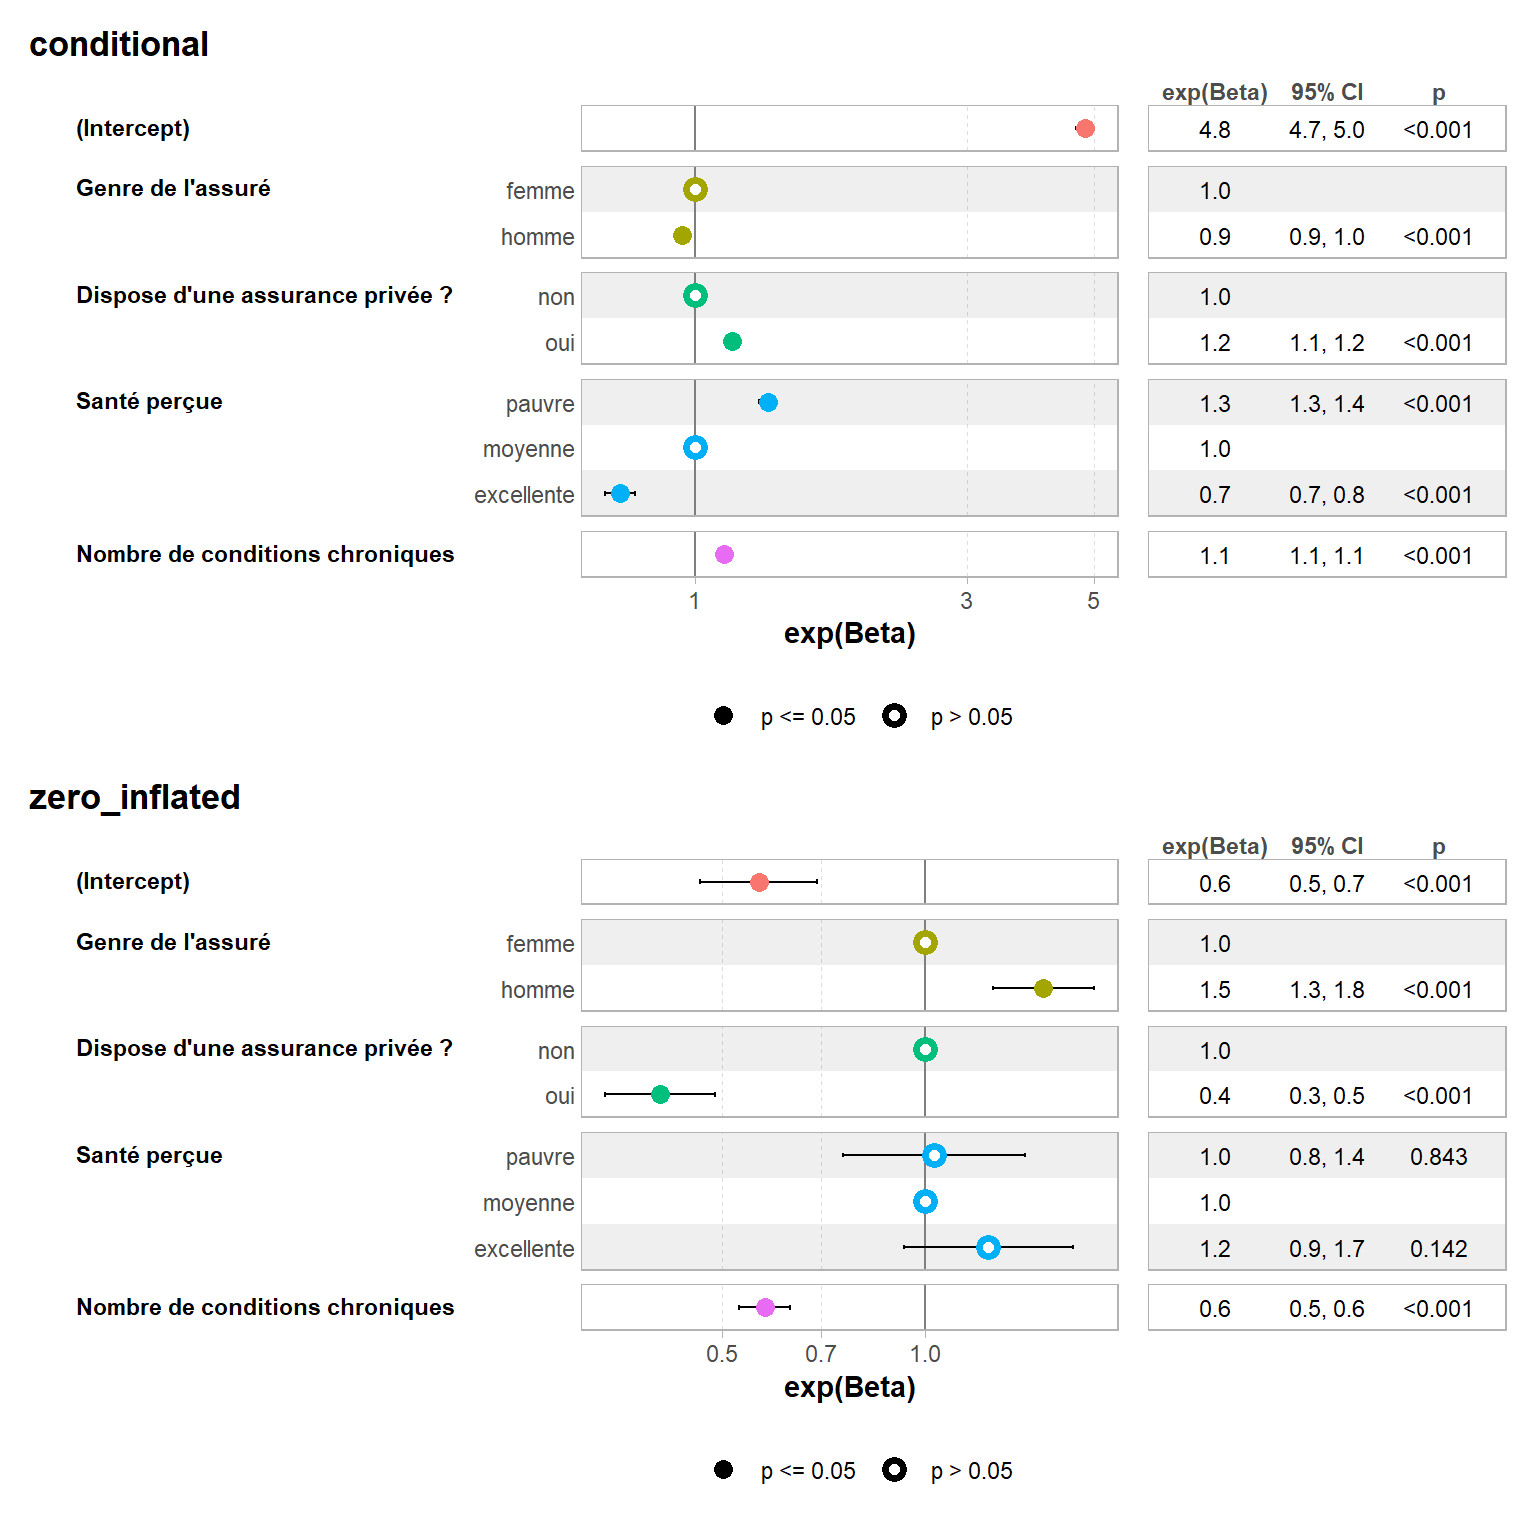 conditional
exp(Beta) 95% CI p
(Intercept) 4.8 4.7, 5.0 <0.001
Genre de l'assuré femme 1.0
homme 0.9 0.9, 1.0 <0.001
Dispose d'une assurance privée ? non 1.0
oui 1.2 1.1, 1.2 <0.001
Santé perçue pauvre 1.3 1.3, 1.4 <0.001
moyenne 1.0
excellente 0.7 0.7, 0.8 <0.001
Nombre de conditions chroniques 1.1 1.1, 1.1 <0.001
1 3 5
exp(Beta)
p <= 0.05 p > 0.05
zero_inflated
exp(Beta) 95% CI p
(Intercept) 0.6 0.5, 0.7 <0.001
Genre de l'assuré femme 1.0
homme 1.5 1.3, 1.8 <0.001
Dispose d'une assurance privée ? non 1.0
oui 0.4 0.3, 0.5 <0.001
Santé perçue pauvre 1.0 0.8, 1.4 0.843
moyenne 1.0
excellente 1.2 0.9, 1.7 0.142
Nombre de conditions chroniques 0.6 0.5, 0.6 <0.001
0.5 0.7 1.0
exp(Beta)
p <= 0.05 p > 0.05